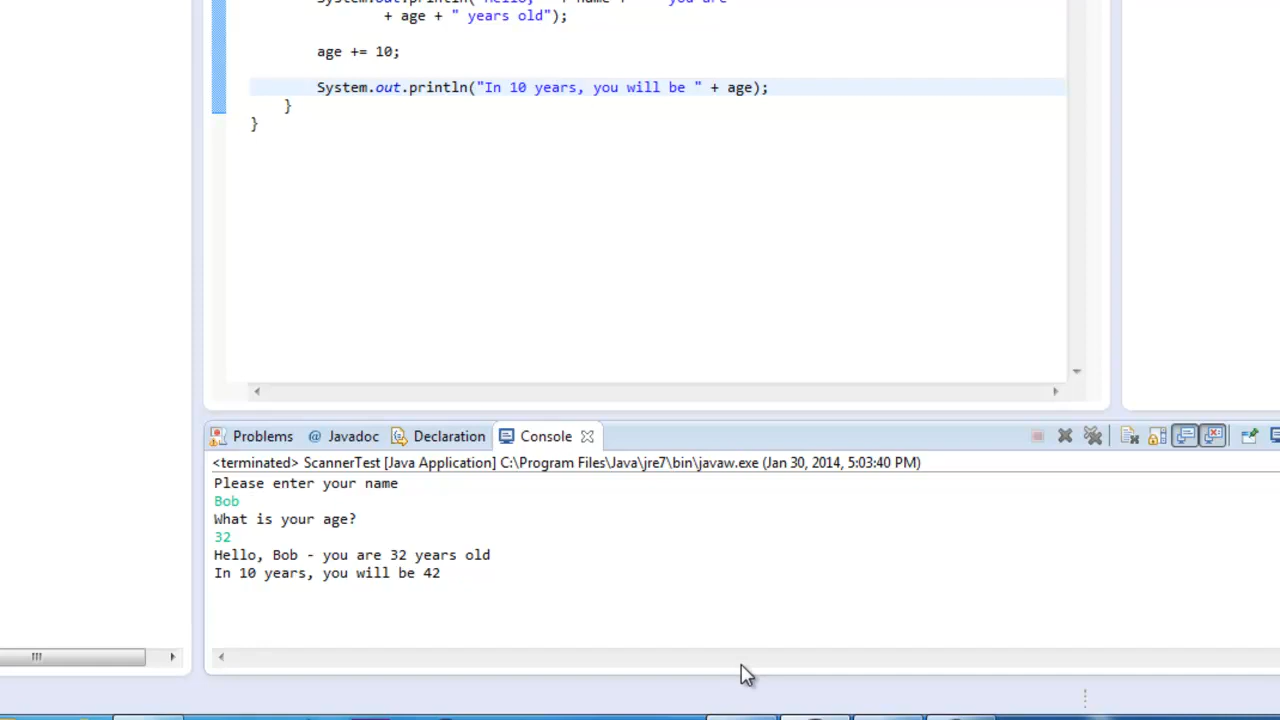 + age + " years old");
age += 10;
System.out.println("In 10 years, you will be " + age);
}
}
Problems @ Javadoc Declaration Console
<terminated> ScannerTest [Java Application] C:\Program Files\Java\jre7\bin\javaw.exe (Jan 30, 2014, 5:03:40 PM)
Please enter your name
Bob
What is your age?
32
Hello, Bob - you are 32 years old
In 10 years, you will be 42